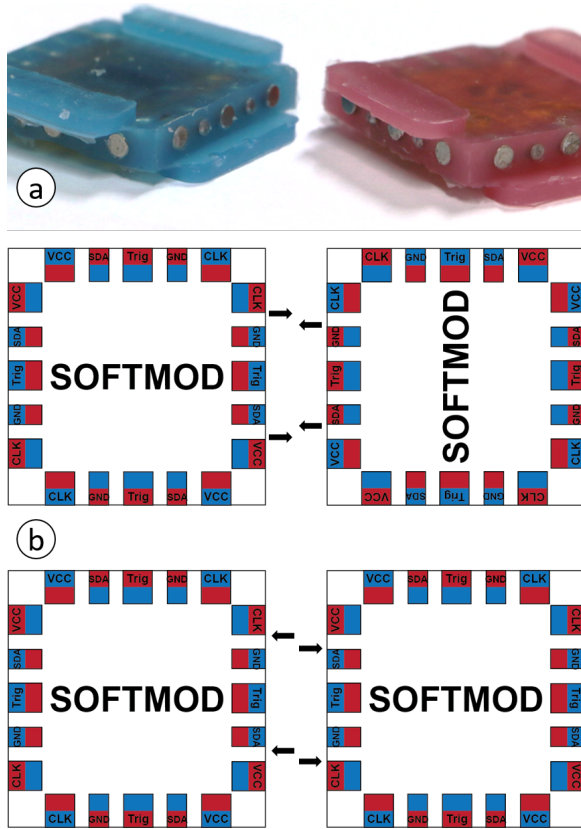 a
VCC SDA Trig GND CLK
VCC
SDA
Trig
GND
CLK
SOFTMOD
CLK
GND
Trig
SDA
VCC
CLK GND Trig SDA VCC
CLK GND Trig SDA VCC
CLK
GND
Trig
SDA
VCC
SOFTMOD
VCC
SDA
Trig
GND
CLK
VCC SDA Trig GND CLK
b
VCC SDA Trig GND CLK
VCC
SDA
Trig
GND
CLK
SOFTMOD
CLK
GND
Trig
SDA
VCC
CLK GND Trig SDA VCC
VCC SDA Trig GND CLK
VCC
SDA
Trig
GND
CLK
SOFTMOD
CLK
GND
Trig
SDA
VCC
CLK GND Trig SDA VCC